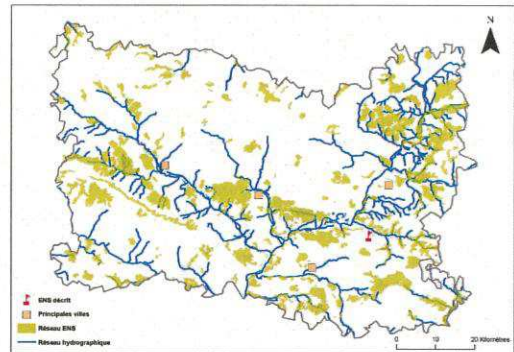 N
ENS décrit
Principales villes
Réseau ENS
Réseau hydrographique
0 10 20 Kilomètres